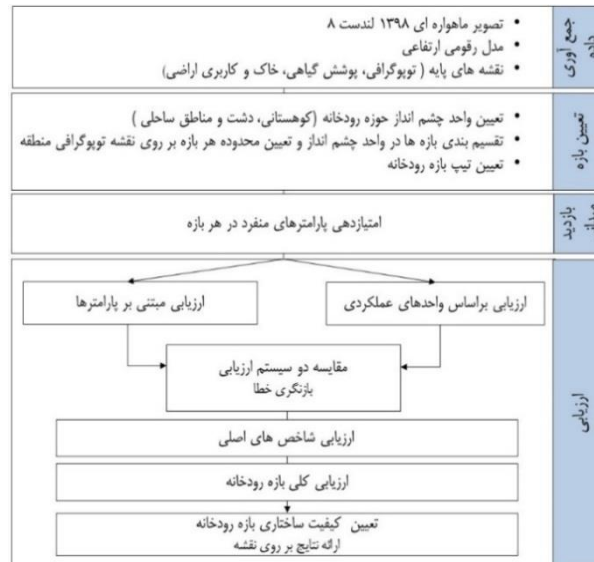 جمع آوری
داده
تصویر ماهواره ای ۱۳۹۸ لندست ۸
مدل رقومی ارتفاعی
نقشه های پایه ( توپوگرافی، پوشش گیاهی، خاک و کاربری اراضی)
تعیین بازه
تعیین واحد چشم انداز حوزه رودخانه (کوهستانی، دشت و مناطق ساحلی )
تقسیم بندی بازه ها در واحد چشم انداز و تعیین محدوده هر بازه بر روی نقشه توپوگرافی منطقه
تعیین تیپ بازه رودخانه
بازدید
امتیازدهی پارامترهای منفرد در هر بازه
ارزیابی
ارزیابی براساس واحدهای عملکردی
ارزیابی مبتنی بر پارامترها
مقایسه دو سیستم ارزیابی
بازنگری خطا
ارزیابی شاخص های اصلی
ارزیابی کلی بازه رودخانه
تعیین کیفیت ساختاری بازه رودخانه
ارائه نتایج بر روی نقشه